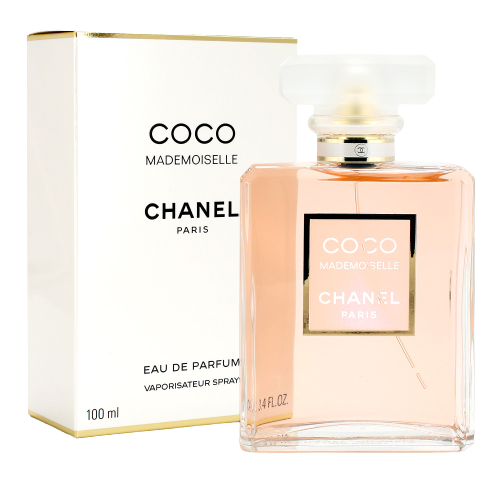 COCO
MADEMOISELLE
CHANEL
PARIS
EAU DE PARFUM
VAPORISATEUR SPRAY
100 ml
COCO
MADEMOISELLE
CHANEL
PARIS
3.4 FL.OZ.